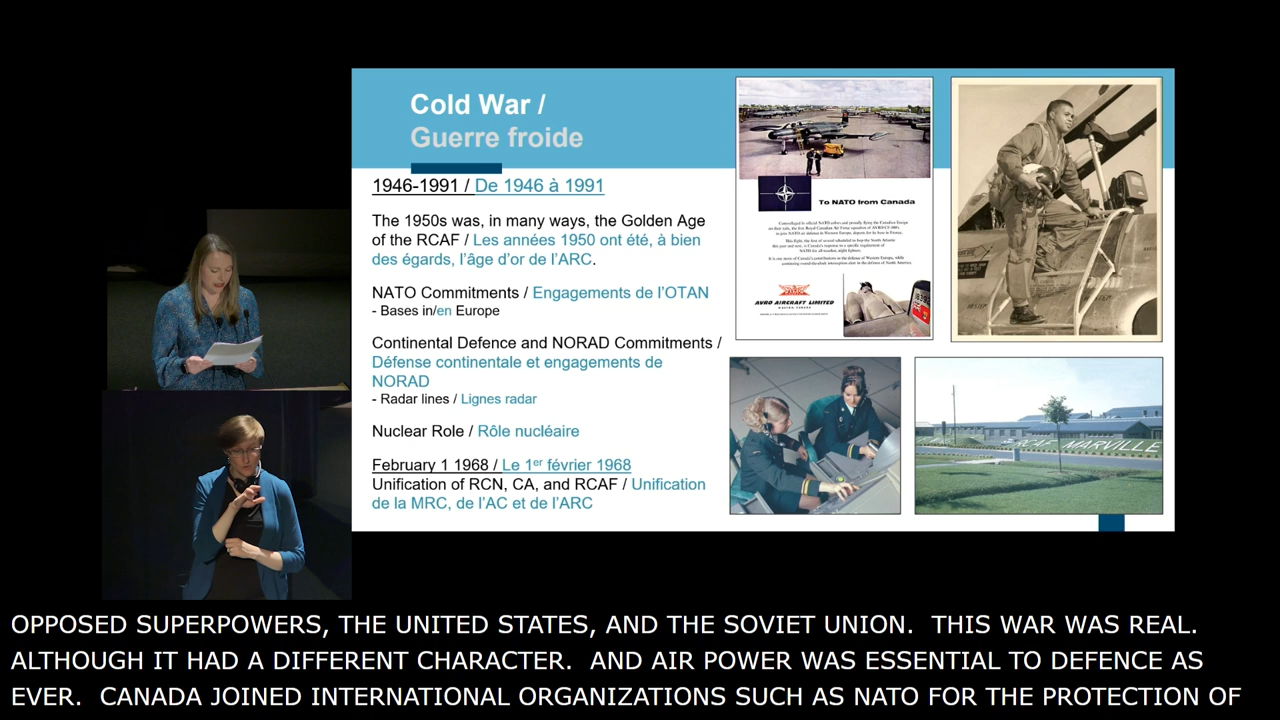 Cold War /
Guerre froide
1946-1991 / De 1946 à 1991
The 1950s was, in many ways, the Golden Age
of the RCAF / Les années 1950 ont été, à bien
des égards, l'âge d'or de l'ARC.
NATO Commitments / Engagements de l'OTAN
- Bases in/en Europe
Continental Defence and NORAD Commitments /
Défense continentale et engagements de
NORAD
- Radar lines / Lignes radar
Nuclear Role / Rôle nucléaire
February 1 1968 / Le 1er février 1968
Unification of RCN, CA, and RCAF / Unification
de la MRC, de l'AC et de l'ARC
To NATO from Canada
AVRO AIRCRAFT LIMITED
RCAF MARVILLE
OPPOSED SUPERPOWERS, THE UNITED STATES, AND THE SOVIET UNION.  THIS WAR WAS REAL.
ALTHOUGH IT HAD A DIFFERENT CHARACTER.  AND AIR POWER WAS ESSENTIAL TO DEFENCE AS
EVER.  CANADA JOINED INTERNATIONAL ORGANIZATIONS SUCH AS NATO FOR THE PROTECTION OF